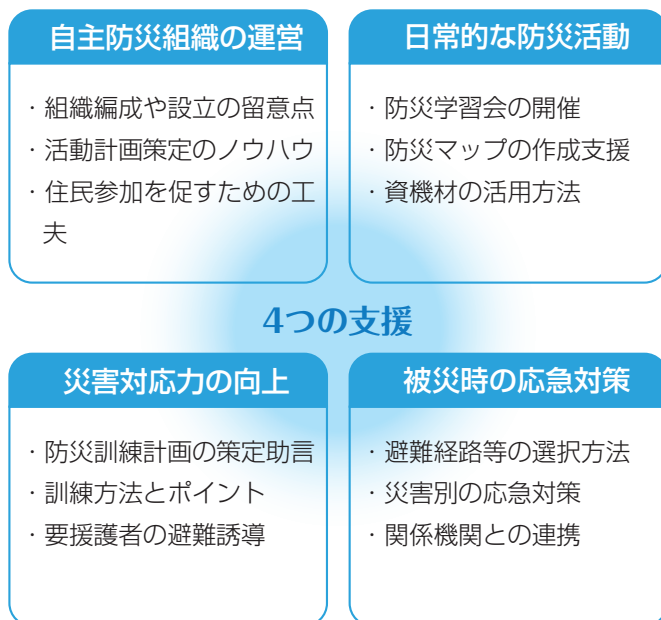 自主防災組織の運営
・組織編成や設立の留意点
・活動計画策定のノウハウ
・住民参加を促すための工
夫
日常的な防災活動
・防災学習会の開催
・防災マップの作成支援
・資機材の活用方法
4つの支援
災害対応力の向上
・防災訓練計画の策定助言
・訓練方法とポイント
・要援護者の避難誘導
被災時の応急対策
・避難経路等の選択方法
・災害別の応急対策
・関係機関との連携